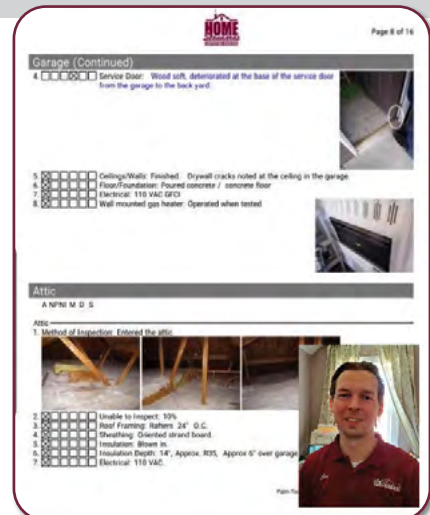 HOME
Page 8 of 16
Garage (Continued)
4. Service Door: Wood soft, deteriorated at the base of the service door
from the garage to the back yard.
5. Ceilings/Walls: Finished. Drywall cracks noted at the ceiling in the garage.
6. Floor/Foundation: Poured concrete / concrete floor
7. Electrical: 110 VAC GFCI
8. Wall mounted gas heater: Operated when tested
Attic
A NPNI M D S
Attic
1. Method of Inspection: Entered the attic
2. Unable to Inspect: 10%
3. Roof Framing: Rafters 24" O.C.
4. Sheathing: Oriented strand board.
5. Insulation: Blown in.
6. Insulation Depth: 14", Approx. R35, Approx 6" over garage
7. Electrical: 110 VAC.